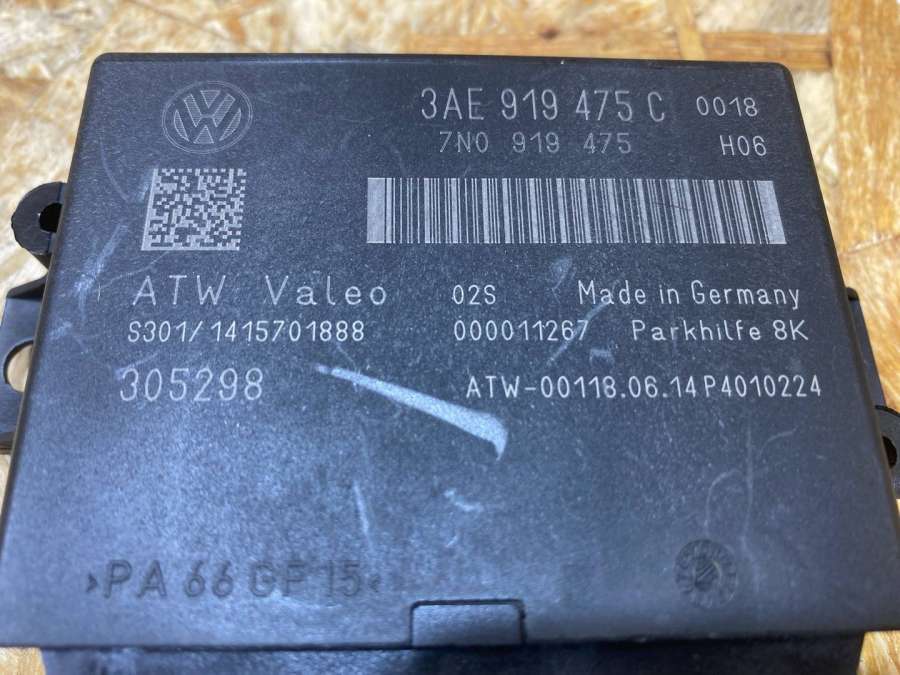 3AE 919 475 C 0018
7N0 919 475 H06
ATW Valeo 02S Made in Germany
S301/1415701888 000011267 Parkhilfe 8K
305298 ATW-00118.06.14P4010224
>PA 66 GF 15<